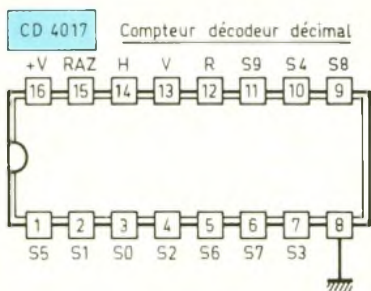 CD 4017 Compteur décodeur décimal
+V RAZ H V R S9 S4 S8
16 15 14 13 12 11 10 9
1 2 3 4 5 6 7 8
S5 S1 S0 S2 S6 S7 S3